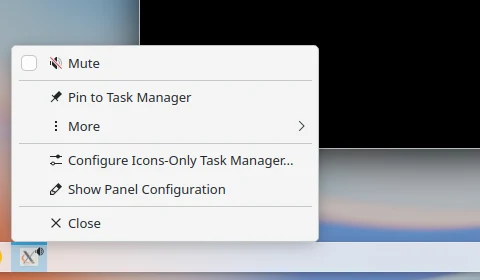 Mute
Pin to Task Manager
More
Configure Icons-Only Task Manager...
Show Panel Configuration
Close